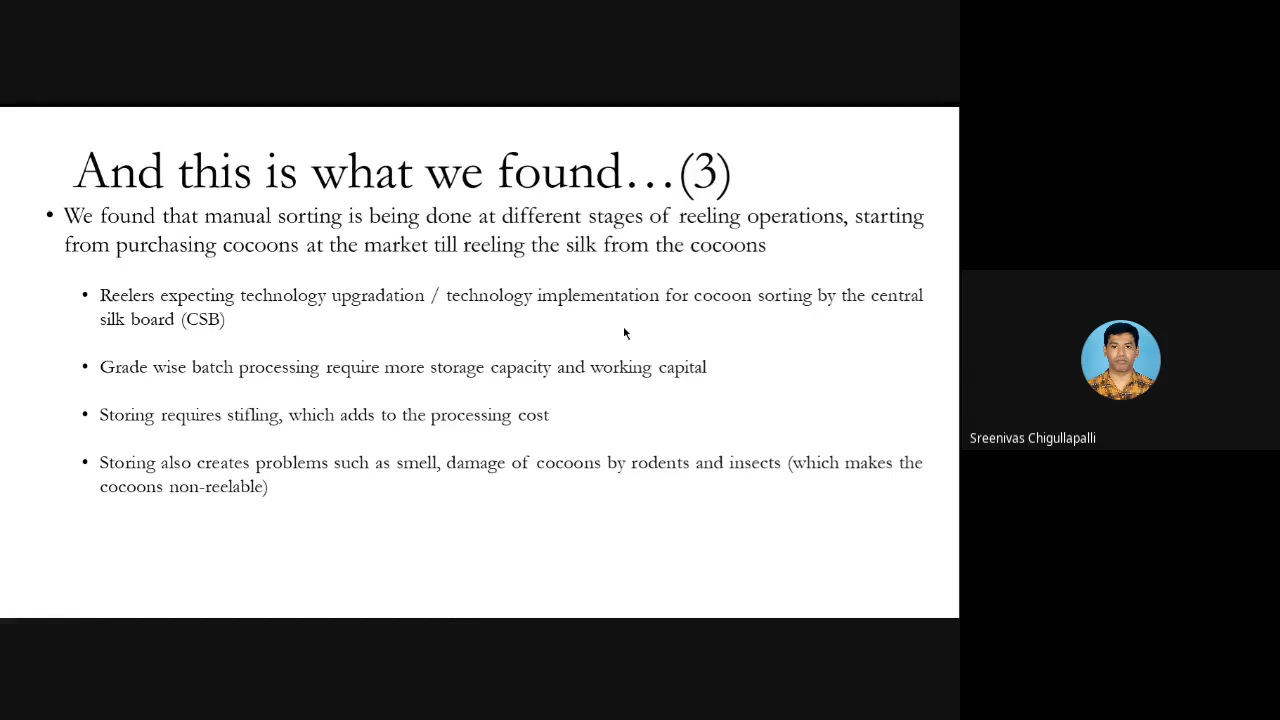 And this is what we found…(3)
• We found that manual sorting is being done at different stages of reeling operations, starting
from purchasing cocoons at the market till reeling the silk from the cocoons
• Reelers expecting technology upgradation / technology implementation for cocoon sorting by the central
silk board (CSB)
• Grade wise batch processing require more storage capacity and working capital
• Storing requires stifling, which adds to the processing cost
• Storing also creates problems such as smell, damage of cocoons by rodents and insects (which makes the
cocoons non-reelable)
Sreenivas Chigullapalli